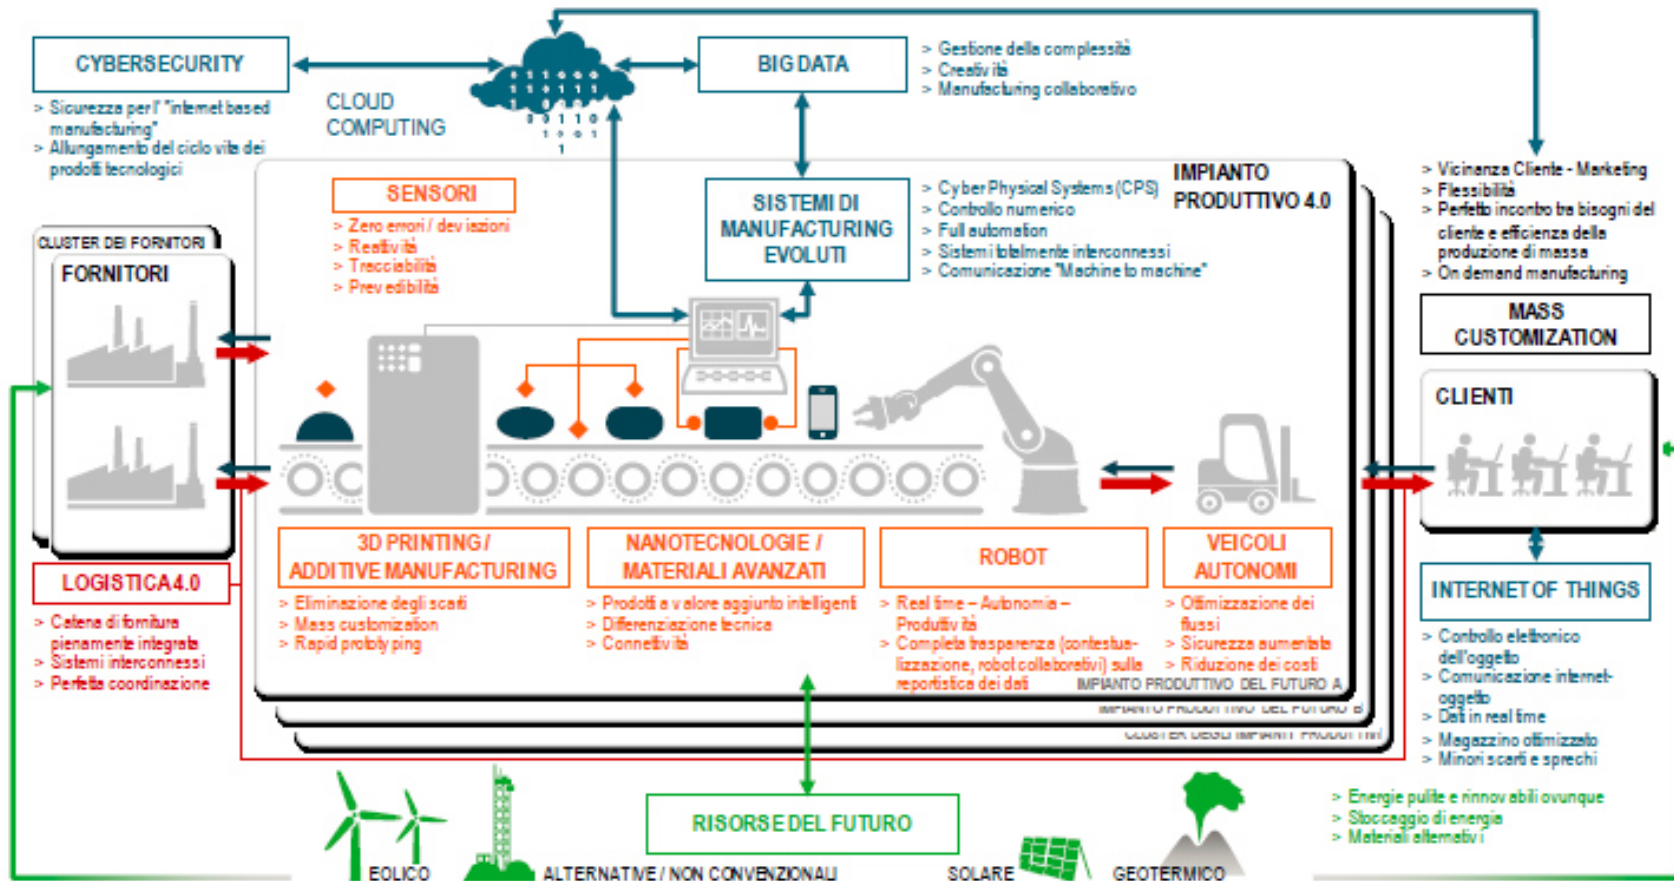 CYBERSECURITY
> Sicurezza per l' "internet based
manufacturing"
> Allungamento del ciclo vita dei
prodotti tecnologici
CLOUD
COMPUTING
BIG DATA
> Gestione della complessità
> Creatività
> Manufacturing collaborativo
IMPIANTO
PRODUTTIVO 4.0
SENSORI
> Zero errori / deviazioni
> Reattività
> Tracciabilità
> Prevedibilità
SISTEMI DI
MANUFACTURING
EVOLUTI
> Cyber Physical Systems (CPS)
> Controllo numerico
> Full automation
> Sistemi totalmente interconnessi
> Comunicazione "Machine to machine"
> Vicinanza Cliente - Marketing
> Flessibilità
> Perfetto incontro tra bisogni del
cliente e efficienza della
produzione di massa
> On demand manufacturing
MASS
CUSTOMIZATION
CLUSTER DEI FORNITORI
FORNITORI
CLIENTI
LOGISTICA 4.0
> Catena di fornitura
pienamente integrata
> Sistemi interconnessi
> Perfetta coordinazione
3D PRINTING /
ADDITIVE MANUFACTURING
> Eliminazione degli scarti
> Mass customization
> Rapid prototyping
NANOTECNOLOGIE /
MATERIALI AVANZATI
> Prodotti a valore aggiunto intelligenti
> Differenziazione tecnica
> Connettività
ROBOT
> Real time – Autonomia –
Produttività
> Completa trasparenza (contestua-
lizzazione, robot collaborativi) sulla
reportistica dei dati
VEICOLI
AUTONOMI
> Ottimizzazione dei
flussi
> Sicurezza aumentata
> Riduzione dei costi
IMPIANTO PRODUTTIVO DEL FUTURO A
IMPIANTO PRODUTTIVO DEL FUTURO B
CLUSTER DEGLI IMPIANTI PRODUTTIVI
INTERNET OF THINGS
> Controllo elettronico
dell'oggetto
> Comunicazione internet-
oggetto
> Dati in real time
> Magazzino ottimizzato
> Minori scarti e sprechi
RISORSE DEL FUTURO
> Energie pulite e rinnovabili ovunque
> Stoccaggio di energia
> Materiali alternativi
EOLICO
ALTERNATIVE / NON CONVENZIONALI
SOLARE
GEOTERMICO